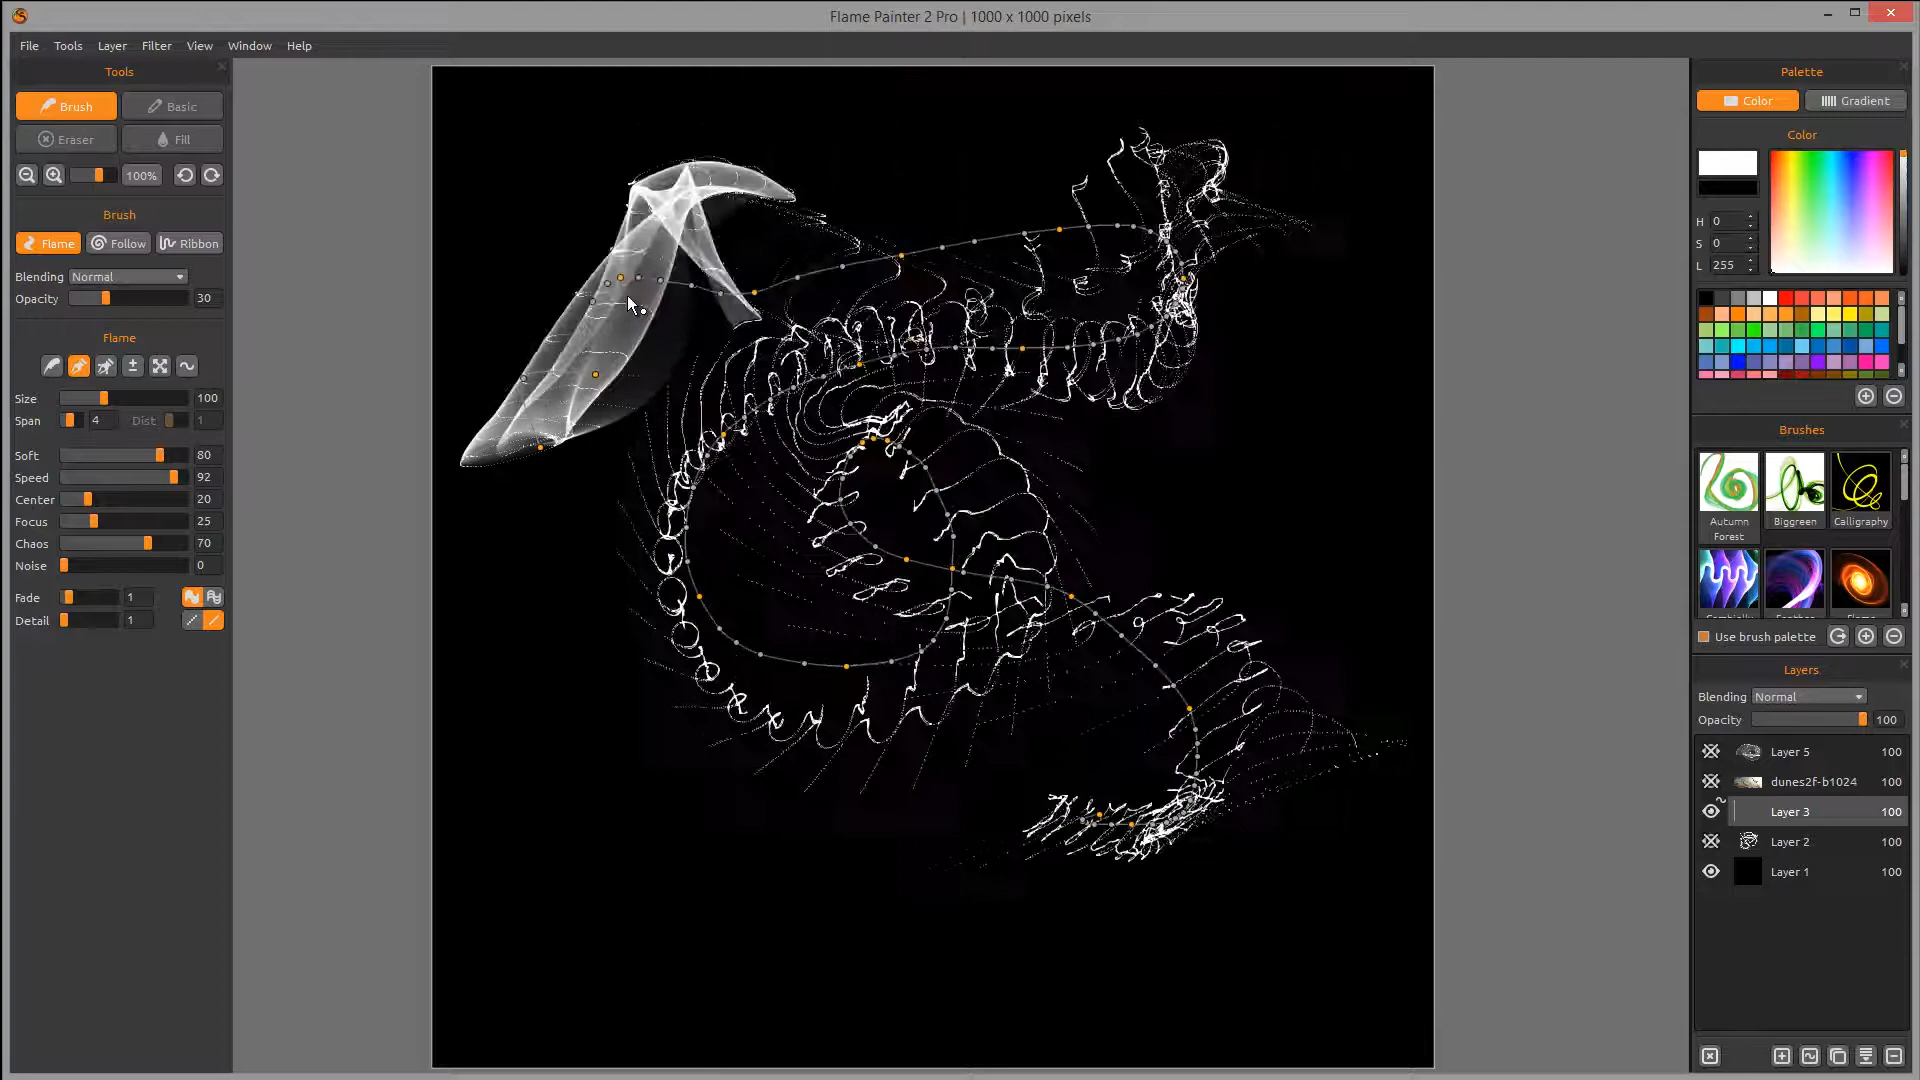 Flame Painter 2 Pro | 1000 x 1000 pixels
File Tools Layer Filter View Window Help
Tools
Brush Basic
Eraser Fill
100%
Brush
Flame Follow Ribbon
Blending Normal
Opacity 30
Flame
Size 100
Span 4 Dist 1
Soft 80
Speed 92
Center 20
Focus 25
Chaos 70
Noise 0
Fade 1
Detail 1
Palette
Color Gradient
Color
H 0
S 0
L 255
Brushes
Autumn Forest
Biggreen
Calligraphy
Use brush palette
Layers
Blending Normal
Opacity 100
Layer 5 100
dunes2f-b1024 100
Layer 3 100
Layer 2 100
Layer 1 100